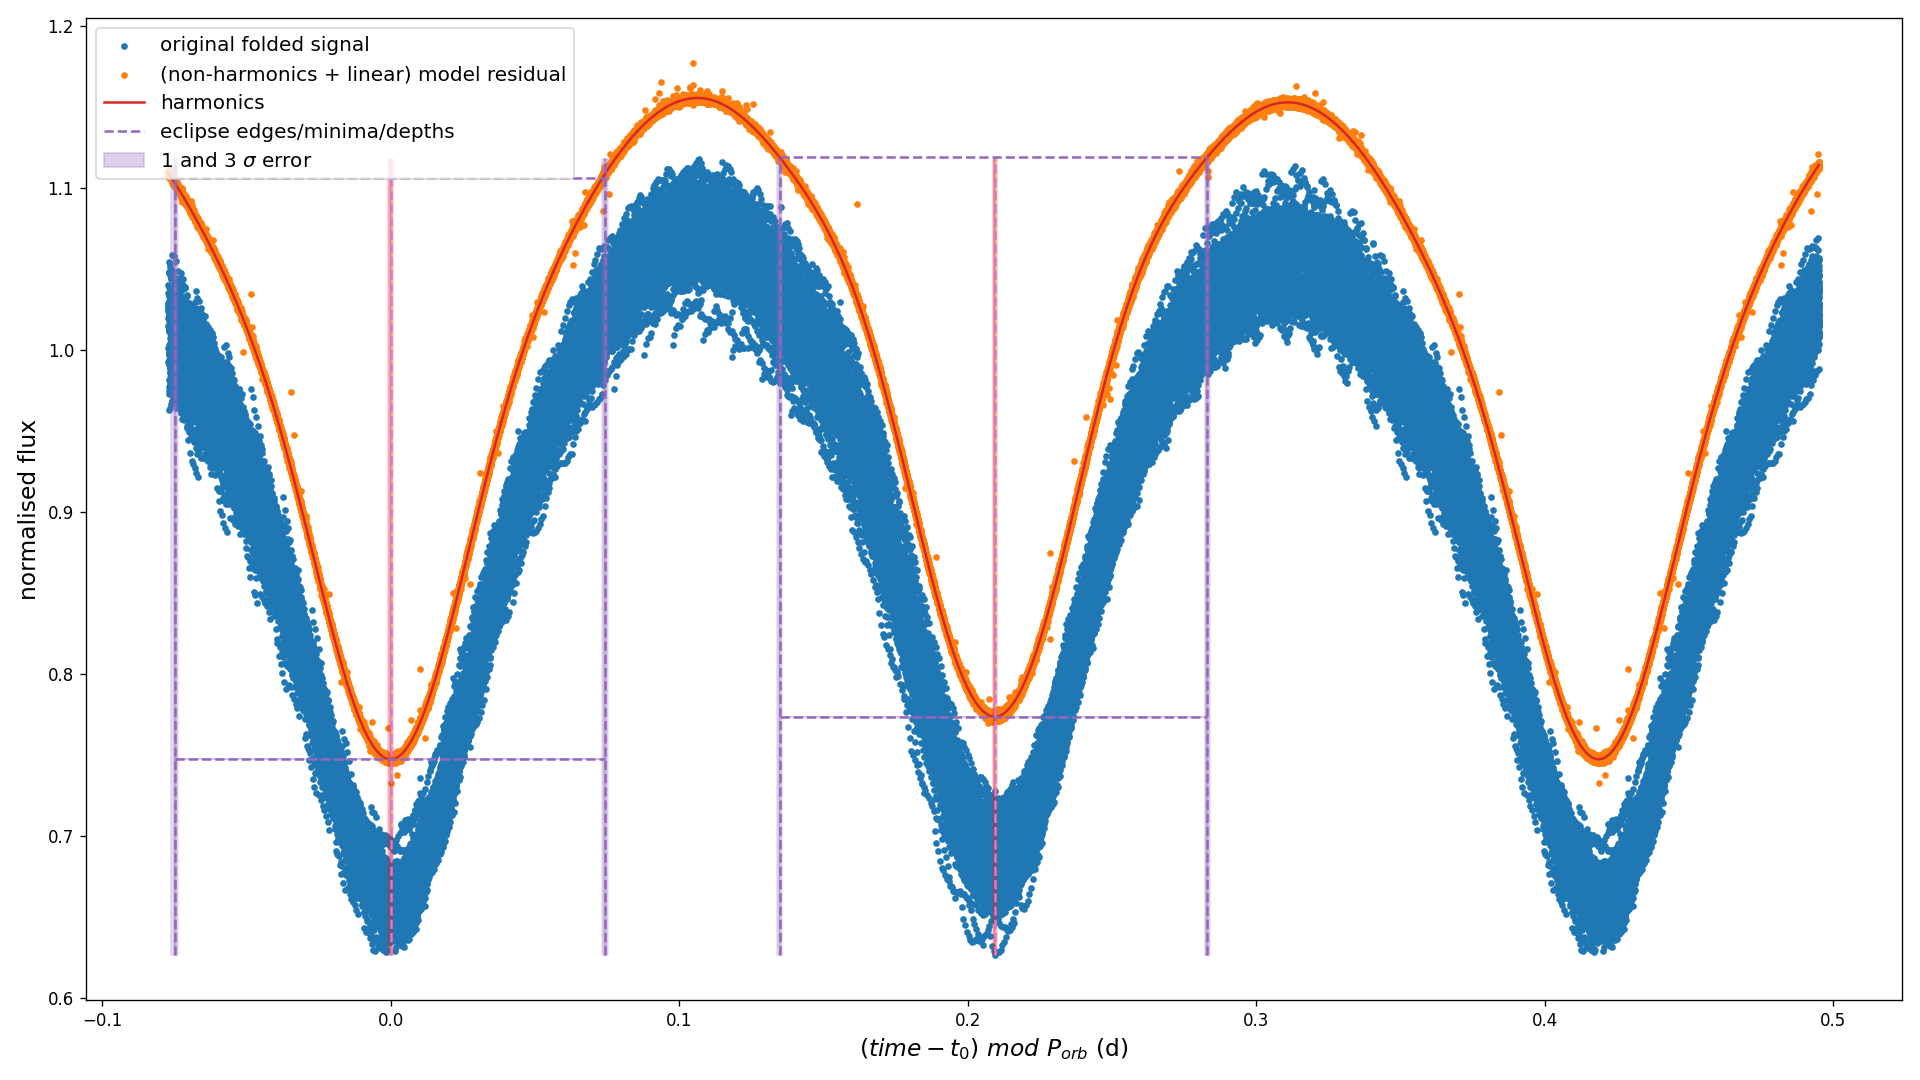 original folded signal
(non-harmonics + linear) model residual
harmonics
eclipse edges/minima/depths
1 and 3 σ error
normalised flux
1.2
1.1
1.0
0.9
0.8
0.7
0.6
−0.1 0.0 0.1 0.2 0.3 0.4 0.5
(time − t₀) mod Pₒᵣb (d)